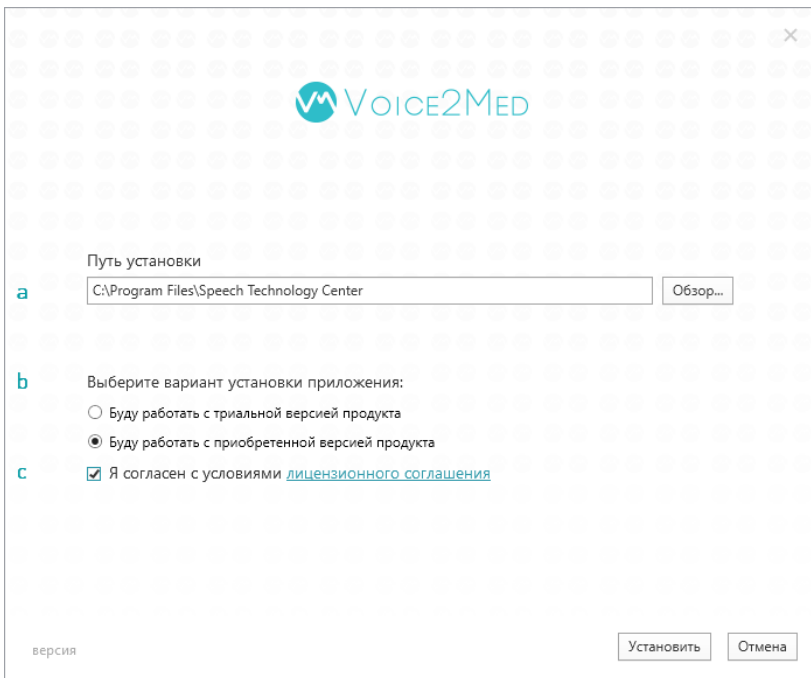 VOICE2MED
Путь установки
a
C:\Program Files\Speech Technology Center
Обзор...
b
Выберите вариант установки приложения:
Буду работать с триальной версией продукта
Буду работать с приобретенной версией продукта
c
Я согласен с условиями лицензионного соглашения
версия
Установить
Отмена